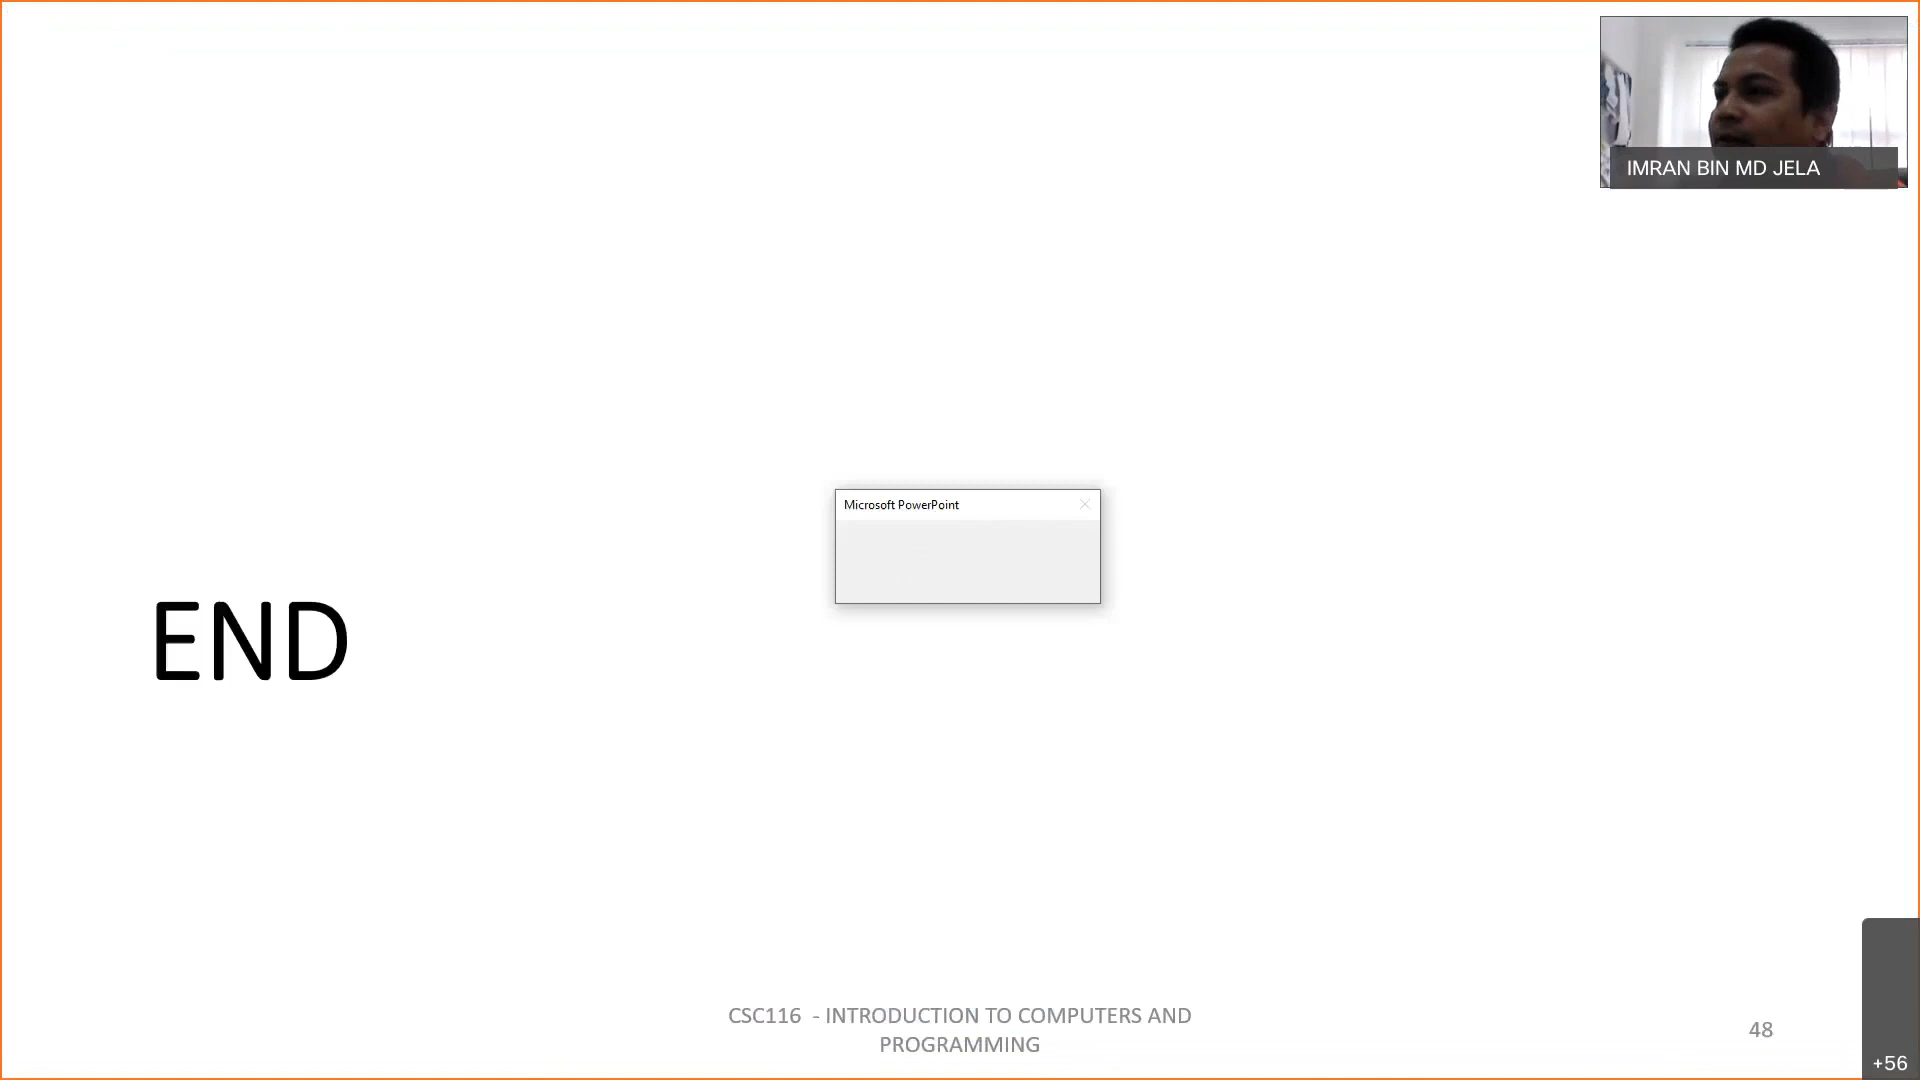 IMRAN BIN MD JELA
Microsoft PowerPoint
END
CSC116 - INTRODUCTION TO COMPUTERS AND
PROGRAMMING
48
+56